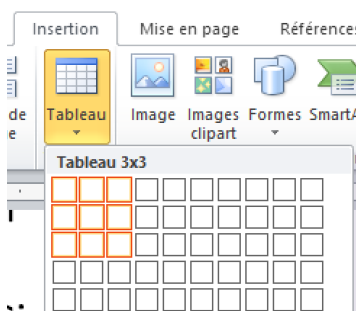 Insertion Mise en page Références
de Tableau Image Images Formes SmartA
clipart
Tableau 3x3